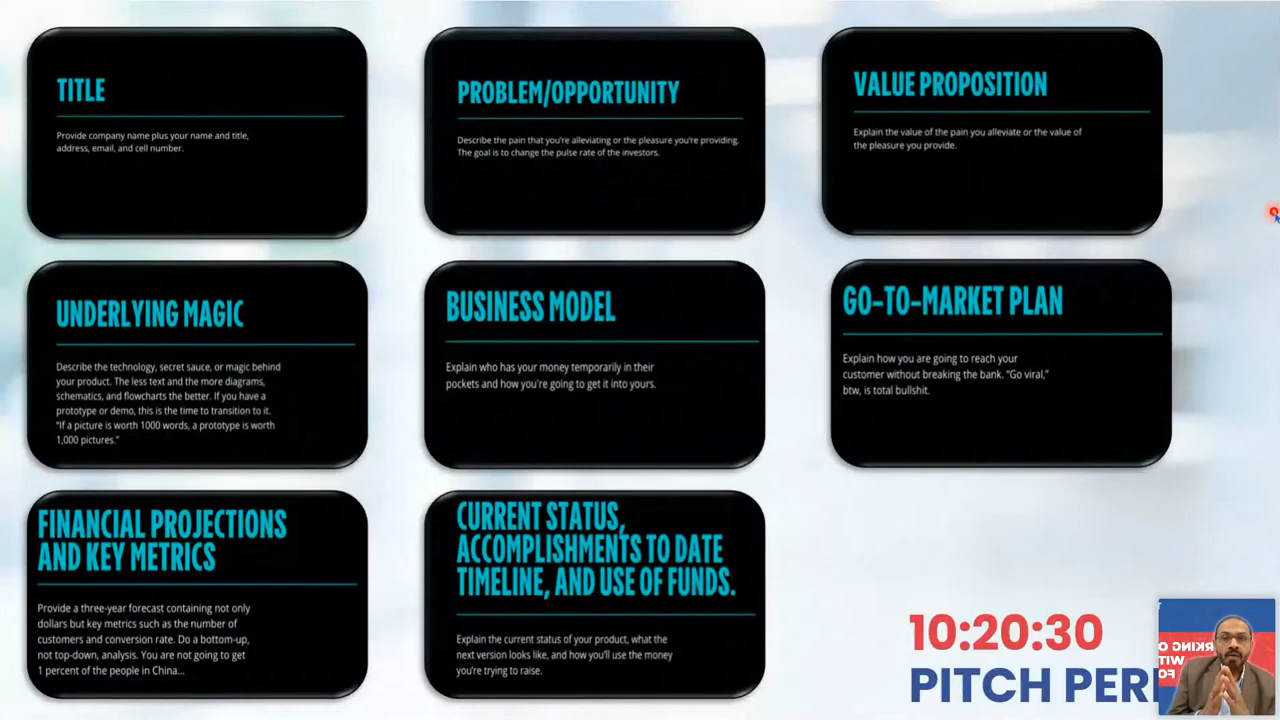 TITLE
Provide company name plus your name and title,
address, email, and cell number.
PROBLEM/OPPORTUNITY
Describe the pain that you're alleviating or the pleasure you're providing.
The goal is to change the pulse rate of the investors.
VALUE PROPOSITION
Explain the value of the pain you alleviate or the value of
the pleasure you provide.
UNDERLYING MAGIC
Describe the technology, secret sauce, or magic behind
your product. The less text and the more diagrams,
schematics, and flowcharts the better. If you have a
prototype or demo, this is the time to transition to it.
“If a picture is worth 1000 words, a prototype is worth
1,000 pictures.”
BUSINESS MODEL
Explain who has your money temporarily in their
pockets and how you're going to get it into yours.
GO-TO-MARKET PLAN
Explain how you are going to reach your
customer without breaking the bank. “Go viral,”
btw, is total bullshit.
FINANCIAL PROJECTIONS
AND KEY METRICS
Provide a three-year forecast containing not only
dollars but key metrics such as the number of
customers and conversion rate. Do a bottom-up,
not top-down, analysis. You are not going to get
1 percent of the people in China...
CURRENT STATUS,
ACCOMPLISHMENTS TO DATE
TIMELINE, AND USE OF FUNDS.
Explain the current status of your product, what the
next version looks like, and how you'll use the money
you're trying to raise.
10:20:30
PITCH PER
RKING
WIT
FO